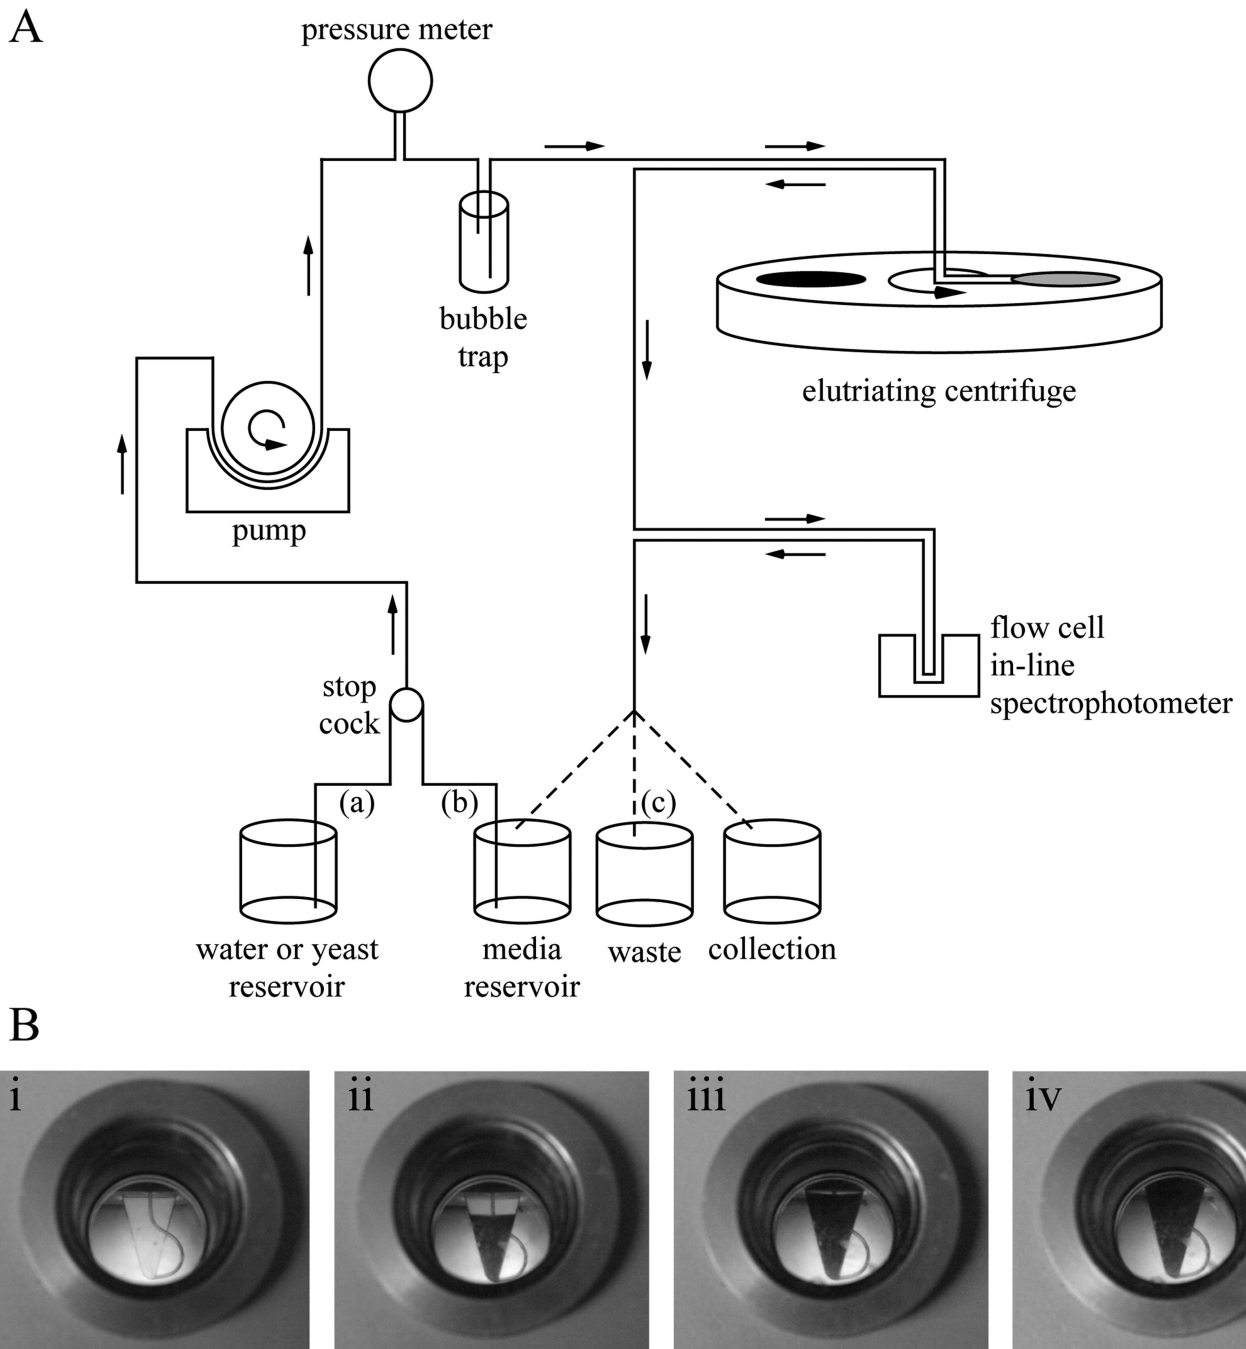 A
pressure meter
bubble
trap
elutriating centrifuge
pump
flow cell
in-line
spectrophotometer
stop
cock
(a)
(b)
(c)
water or yeast
reservoir
media
reservoir
waste
collection
B
i
ii
iii
iv